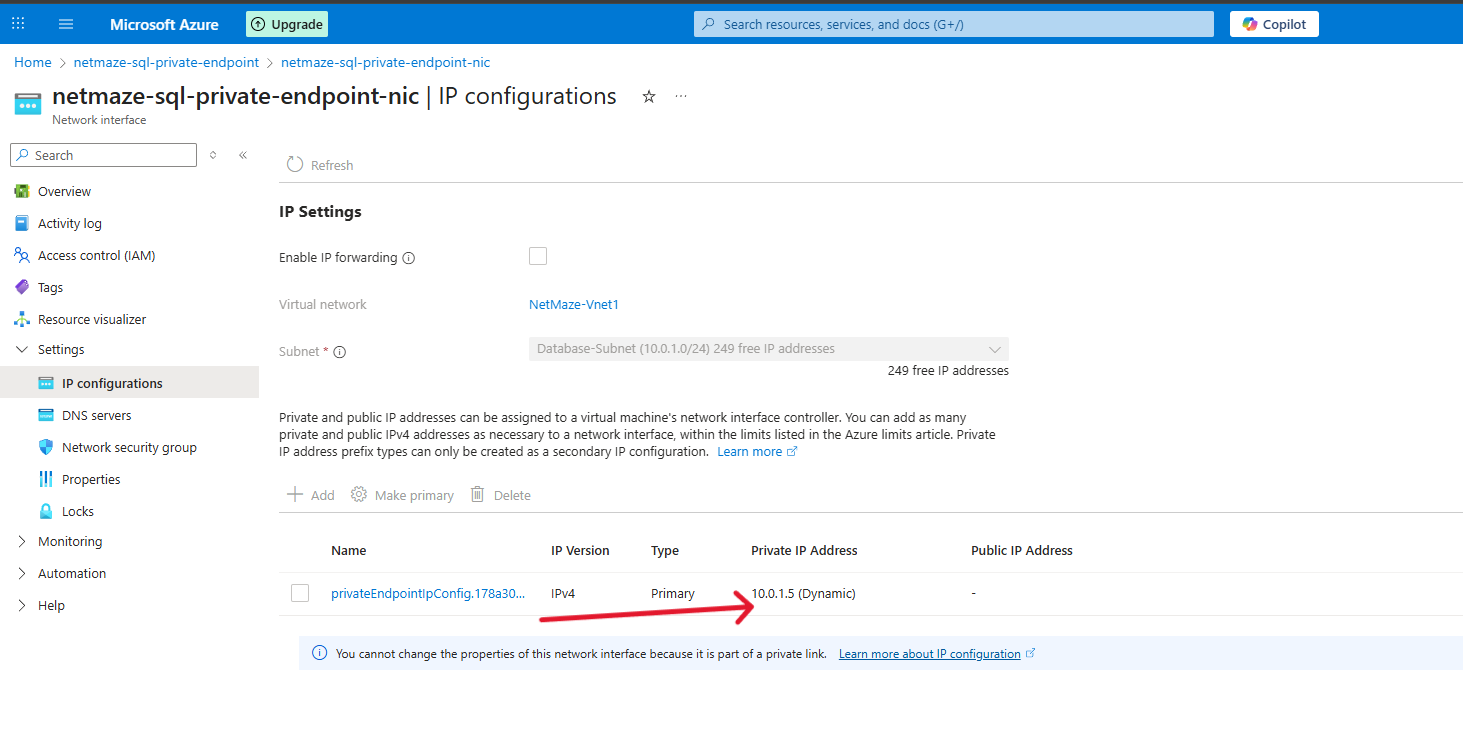 Microsoft Azure
Upgrade
Search resources, services, and docs (G+/)
Copilot
Home > netmaze-sql-private-endpoint > netmaze-sql-private-endpoint-nic
netmaze-sql-private-endpoint-nic | IP configurations
Network interface
Search
Overview
Activity log
Access control (IAM)
Tags
Resource visualizer
Settings
IP configurations
DNS servers
Network security group
Properties
Locks
Monitoring
Automation
Help
Refresh
IP Settings
Enable IP forwarding
Virtual network
NetMaze-Vnet1
Subnet *
Database-Subnet (10.0.1.0/24) 249 free IP addresses
249 free IP addresses
Private and public IP addresses can be assigned to a virtual machine's network interface controller. You can add as many
private and public IPv4 addresses as necessary to a network interface, within the limits listed in the Azure limits article. Private
IP address prefix types can only be created as a secondary IP configuration. Learn more
Add Make primary Delete
Name IP Version Type Private IP Address Public IP Address
privateEndpointIpConfig.178a30... IPv4 Primary 10.0.1.5 (Dynamic) -
You cannot change the properties of this network interface because it is part of a private link. Learn more about IP configuration